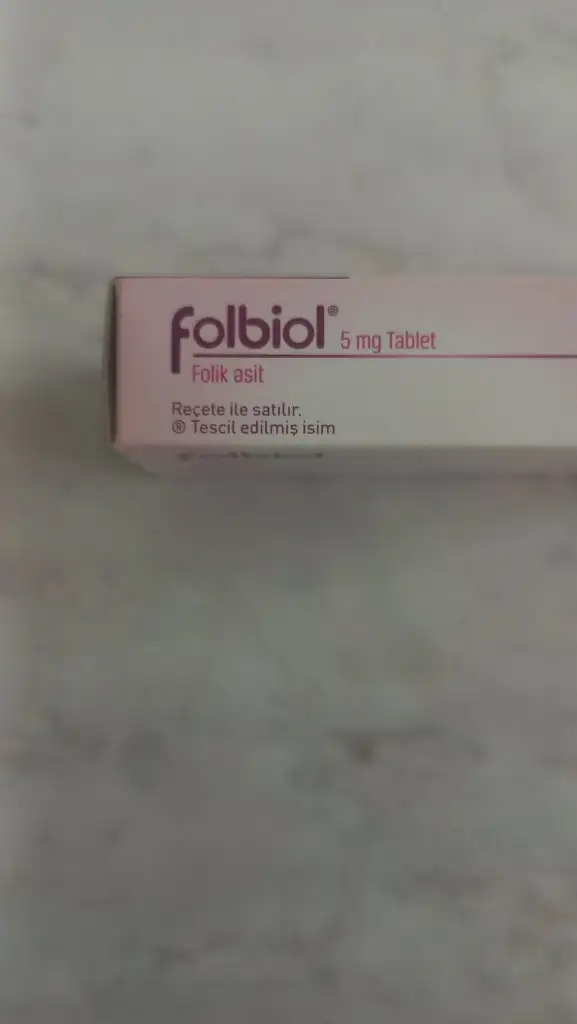 folbiol® 5 mg Tablet
Folik asit
Reçete ile satılır.
® Tescil edilmiş isim